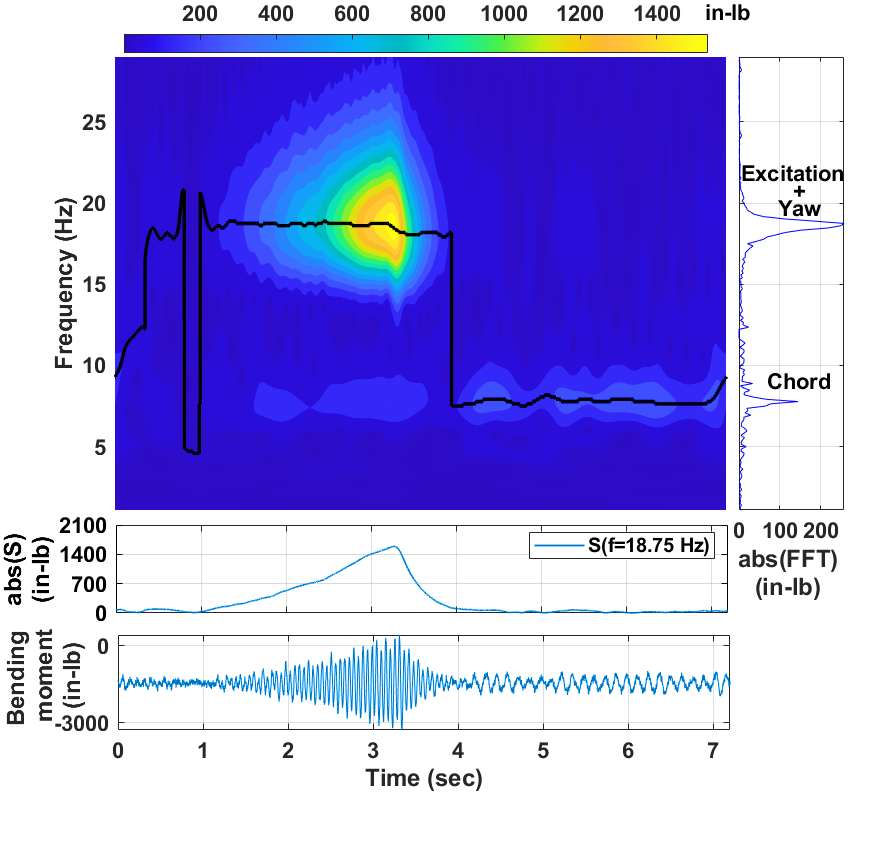 200 400 600 800 1000 1200 1400 in-lb
25
20
15
10
5
Frequency (Hz)
Excitation
+
Yaw
Chord
0 100 200
abs(FFT)
(in-lb)
2100
1400
700
0
abs(S)
(in-lb)
S(f=18.75 Hz)
0
-3000
Bending
moment
(in-lb)
0 1 2 3 4 5 6 7
Time (sec)